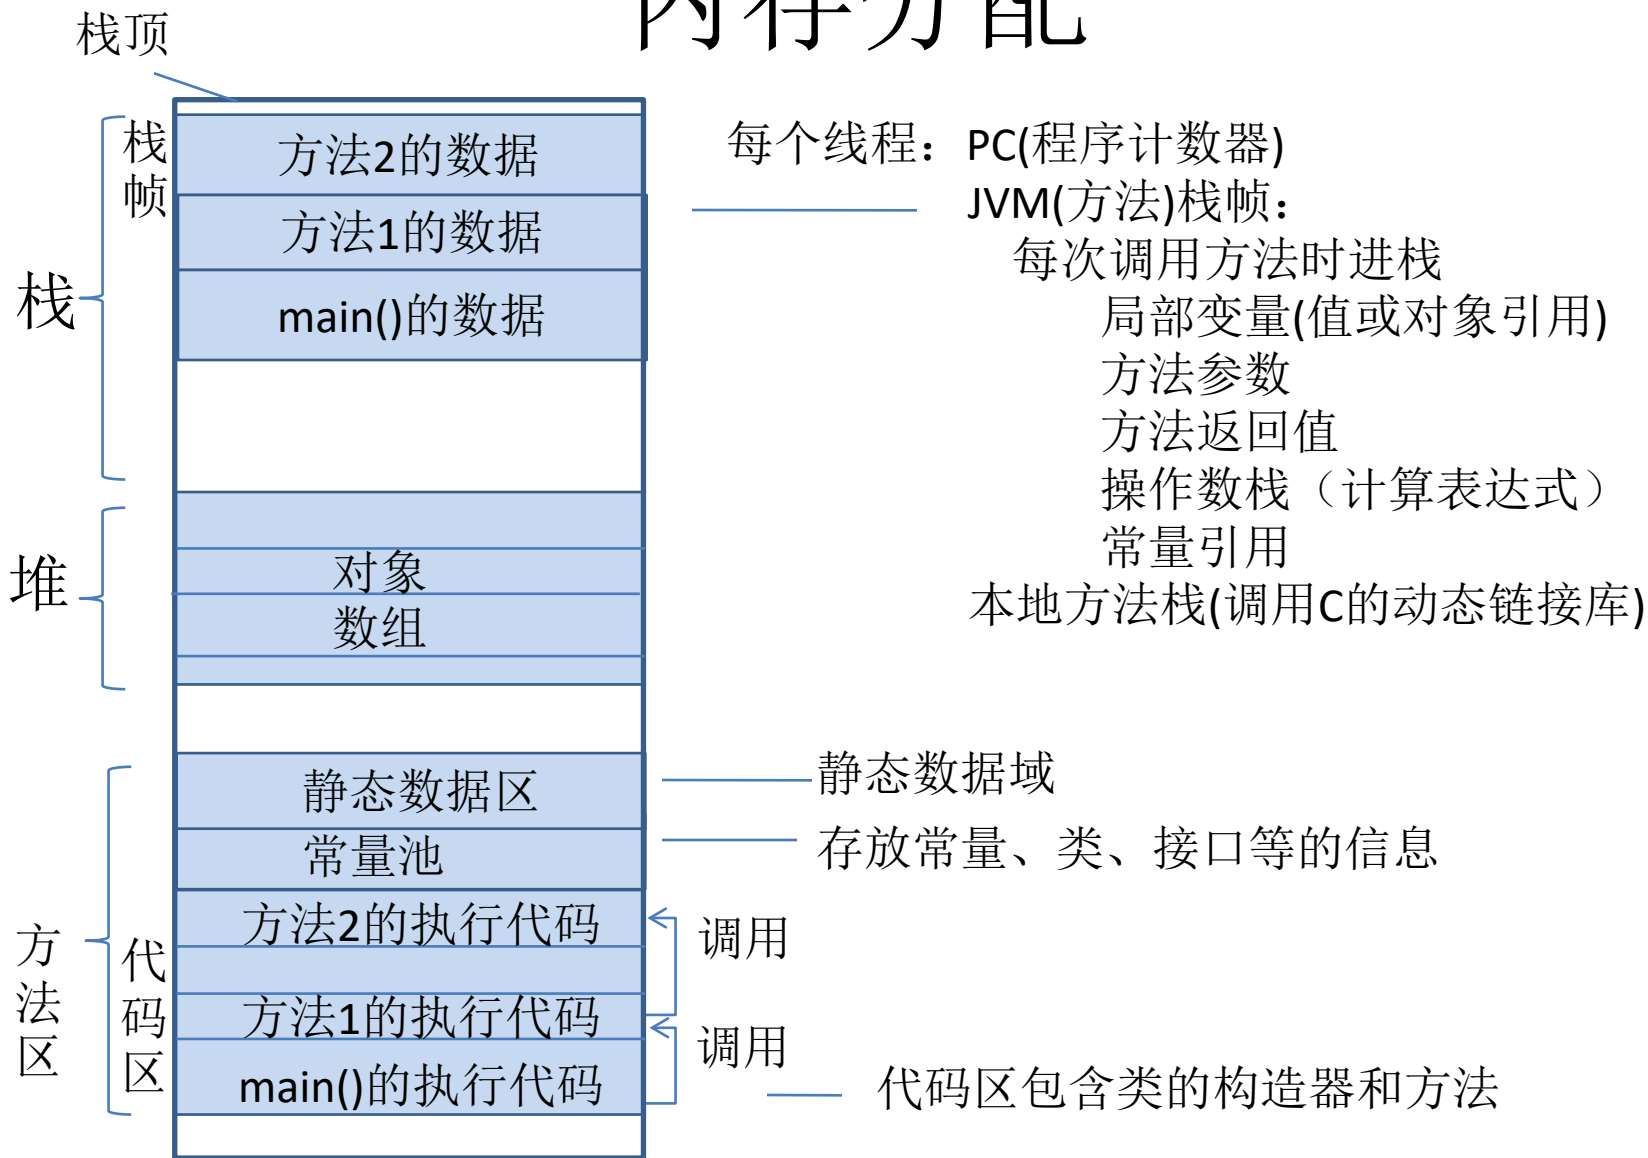 内存分配
栈顶
栈
栈帧
方法2的数据
方法1的数据
main()的数据
每个线程：PC(程序计数器)
JVM(方法)栈帧：
每次调用方法时进栈
局部变量(值或对象引用)
方法参数
方法返回值
操作数栈（计算表达式）
常量引用
本地方法栈(调用C的动态链接库)
堆
对象
数组
方法区
静态数据区
静态数据域
常量池
存放常量、类、接口等的信息
代码区
方法2的执行代码
调用
方法1的执行代码
调用
main()的执行代码
代码区包含类的构造器和方法